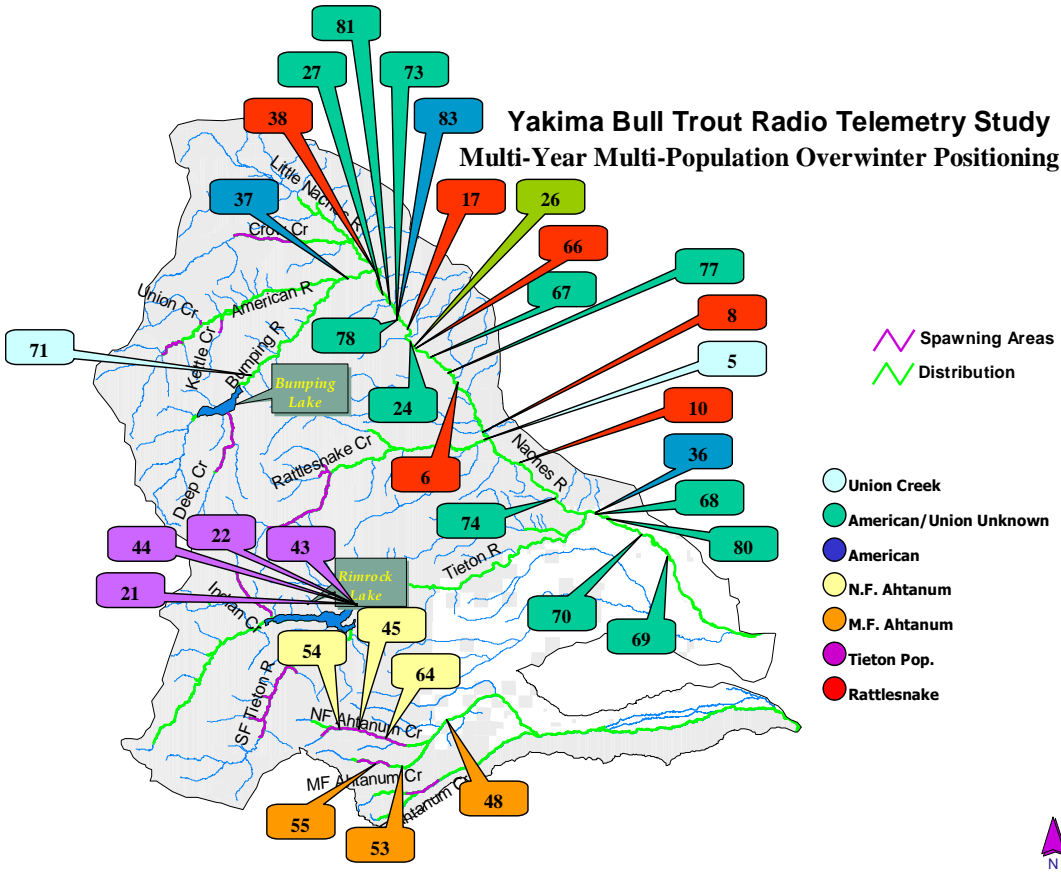 81
27
73
38
83
Yakima Bull Trout Radio Telemetry Study
Multi-Year Multi-Population Overwinter Positioning
Little Naches R
17
26
37
66
Crow Cr
77
67
Union Cr
American R
8
78
71
Kettle Cr
Bumping R
5
Spawning Areas
Distribution
Bumping
Lake
24
10
Rattlesnake Cr
Naches R
6
36
Deep Cr
Union Creek
74
68
American/Union Unknown
22
44
43
80
American
21
Indian Cr
Rimrock
Lake
Tieton R
N.F. Ahtanum
70
69
M.F. Ahtanum
45
54
64
Tieton Pop.
SF Tieton R
Rattlesnake
NF Ahtanum Cr
MF Ahtanum Cr
Ahtanum Cr
48
55
53
N